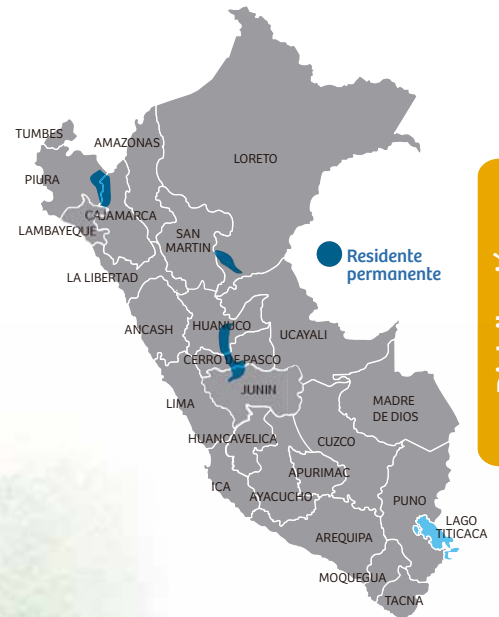 TUMBES
AMAZONAS
LORETO
PIURA
CAJAMARCA
LAMBAYEQUE
SAN
MARTIN
Residente
permanente
LA LIBERTAD
ANCASH
HUANUCO
UCAYALI
CERRO DE PASCO
JUNIN
LIMA
MADRE
DE DIOS
HUANCAVELICA
CUZCO
APURIMAC
ICA
AYACUCHO
PUNO
LAGO
TITICACA
AREQUIPA
MOQUEGUA
TACNA